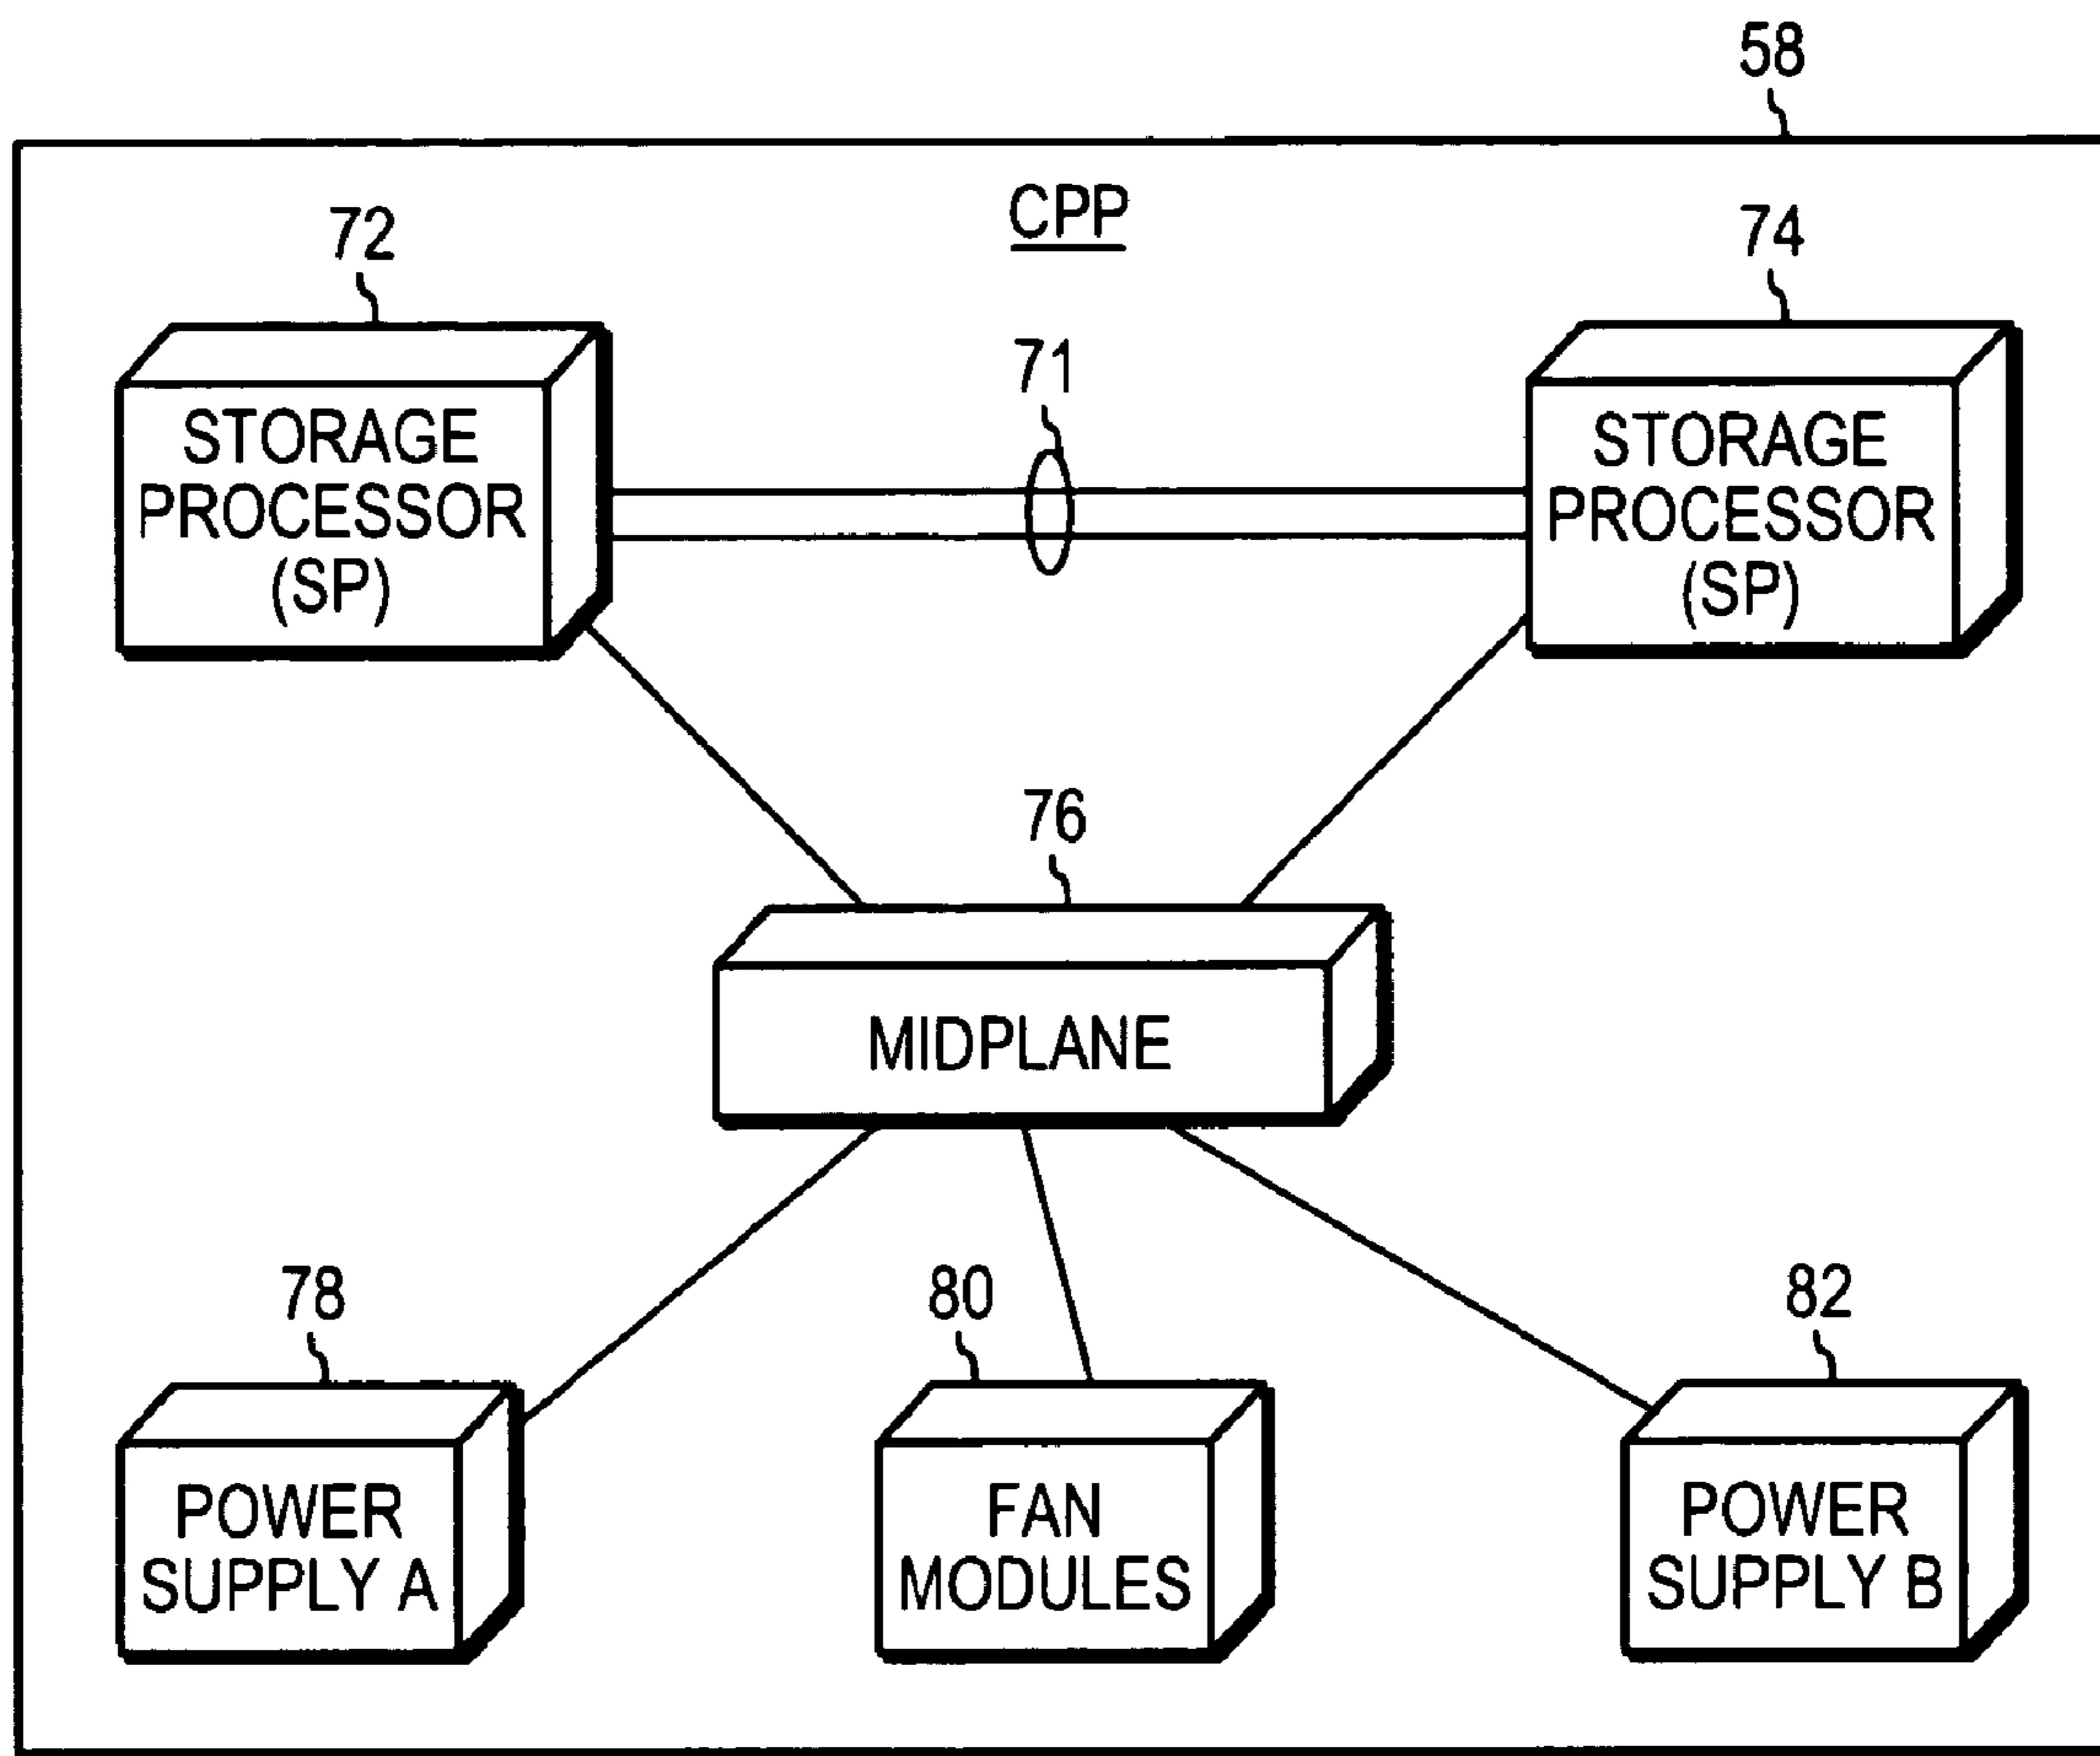 58
CPP
72
74
71
STORAGE
PROCESSOR
(SP)
STORAGE
PROCESSOR
(SP)
76
MIDPLANE
78
80
82
POWER
SUPPLY A
FAN
MODULES
POWER
SUPPLY B